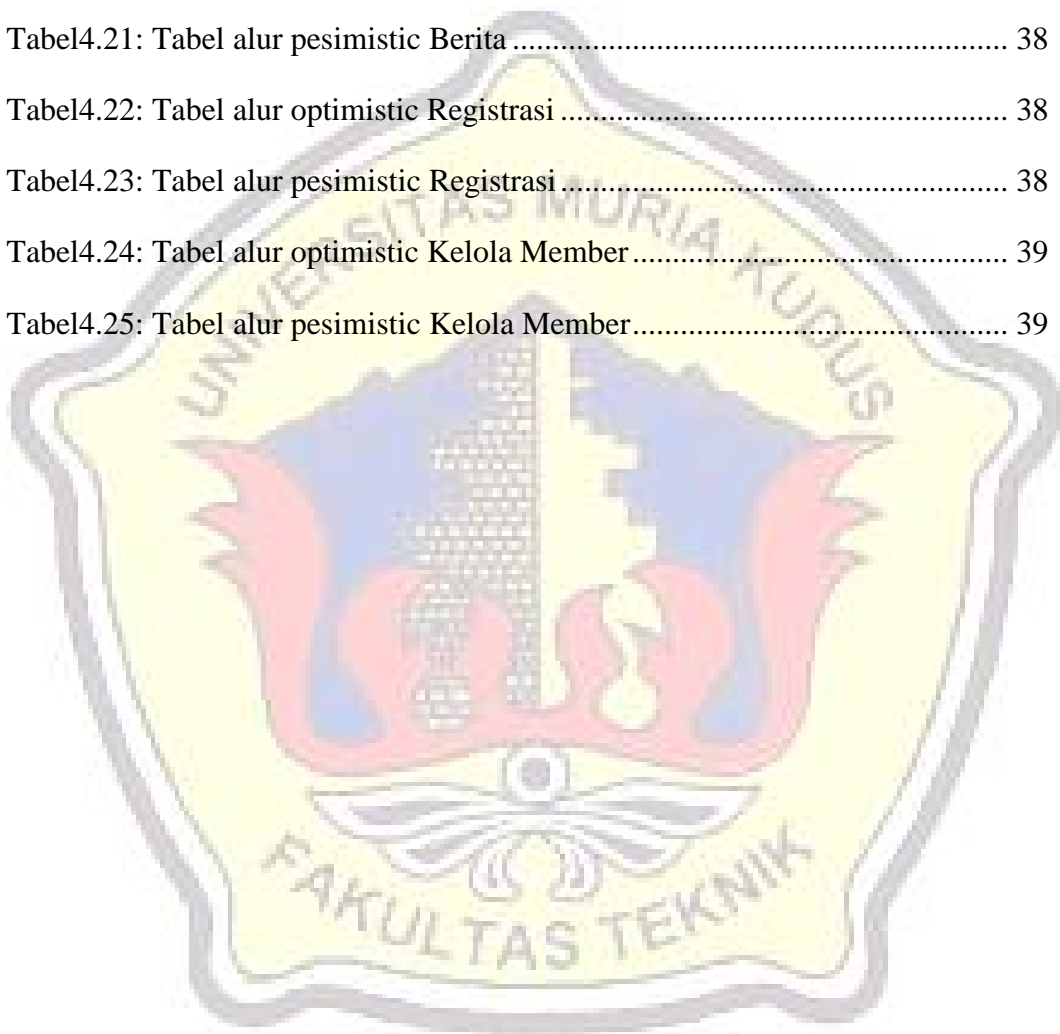 Tabel4.21: Tabel alur pesimistic Berita ............................................................. 38
Tabel4.22: Tabel alur optimistic Registrasi ....................................................... 38
Tabel4.23: Tabel alur pesimistic Registrasi ....................................................... 38
Tabel4.24: Tabel alur optimistic Kelola Member .............................................. 39
Tabel4.25: Tabel alur pesimistic Kelola Member .............................................. 39
UNIVERSITAS MURIA KUDUS
FAKULTAS TEKNIK